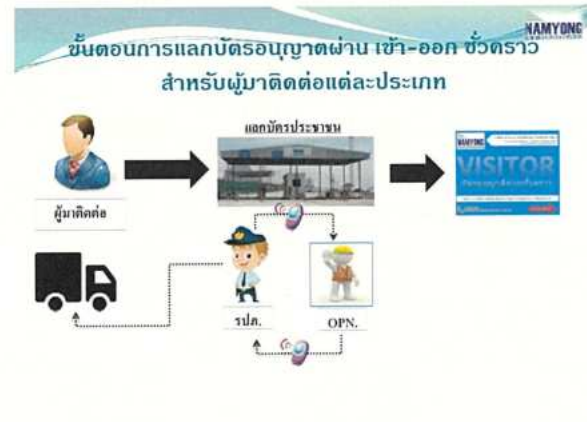 NAMYONG
ขั้นตอนการแลกบัตรอนุญาตผ่าน เข้า-ออก ชั่วคราว
สำหรับผู้มาติดต่อแต่ละประเภท
แลกบัตรประชาชน
NAMYONG
VISITOR
ผู้มาติดต่อ
รปภ.
OPN.